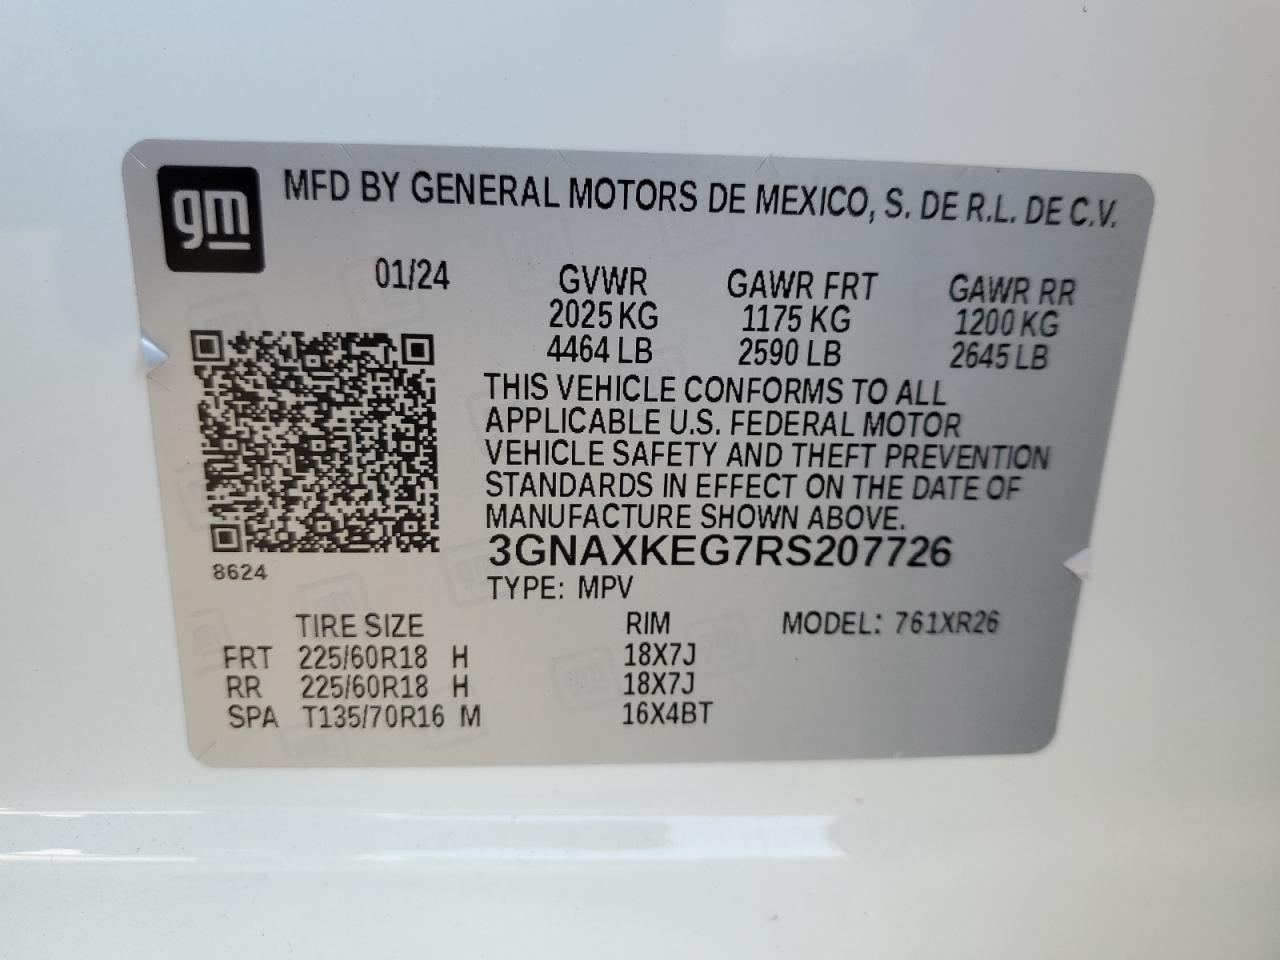 gm
MFD BY GENERAL MOTORS DE MEXICO, S. DE R.L. DE C.V.
01/24 GVWR GAWR FRT GAWR RR
2025 KG 1175 KG 1200 KG
4464 LB 2590 LB 2645 LB
THIS VEHICLE CONFORMS TO ALL
APPLICABLE U.S. FEDERAL MOTOR
VEHICLE SAFETY AND THEFT PREVENTION
STANDARDS IN EFFECT ON THE DATE OF
MANUFACTURE SHOWN ABOVE.
3GNAXKEG7RS207726
8624
TYPE: MPV
TIRE SIZE RIM MODEL: 761XR26
FRT 225/60R18 H 18X7J
RR 225/60R18 H 18X7J
SPA T135/70R16 M 16X4BT